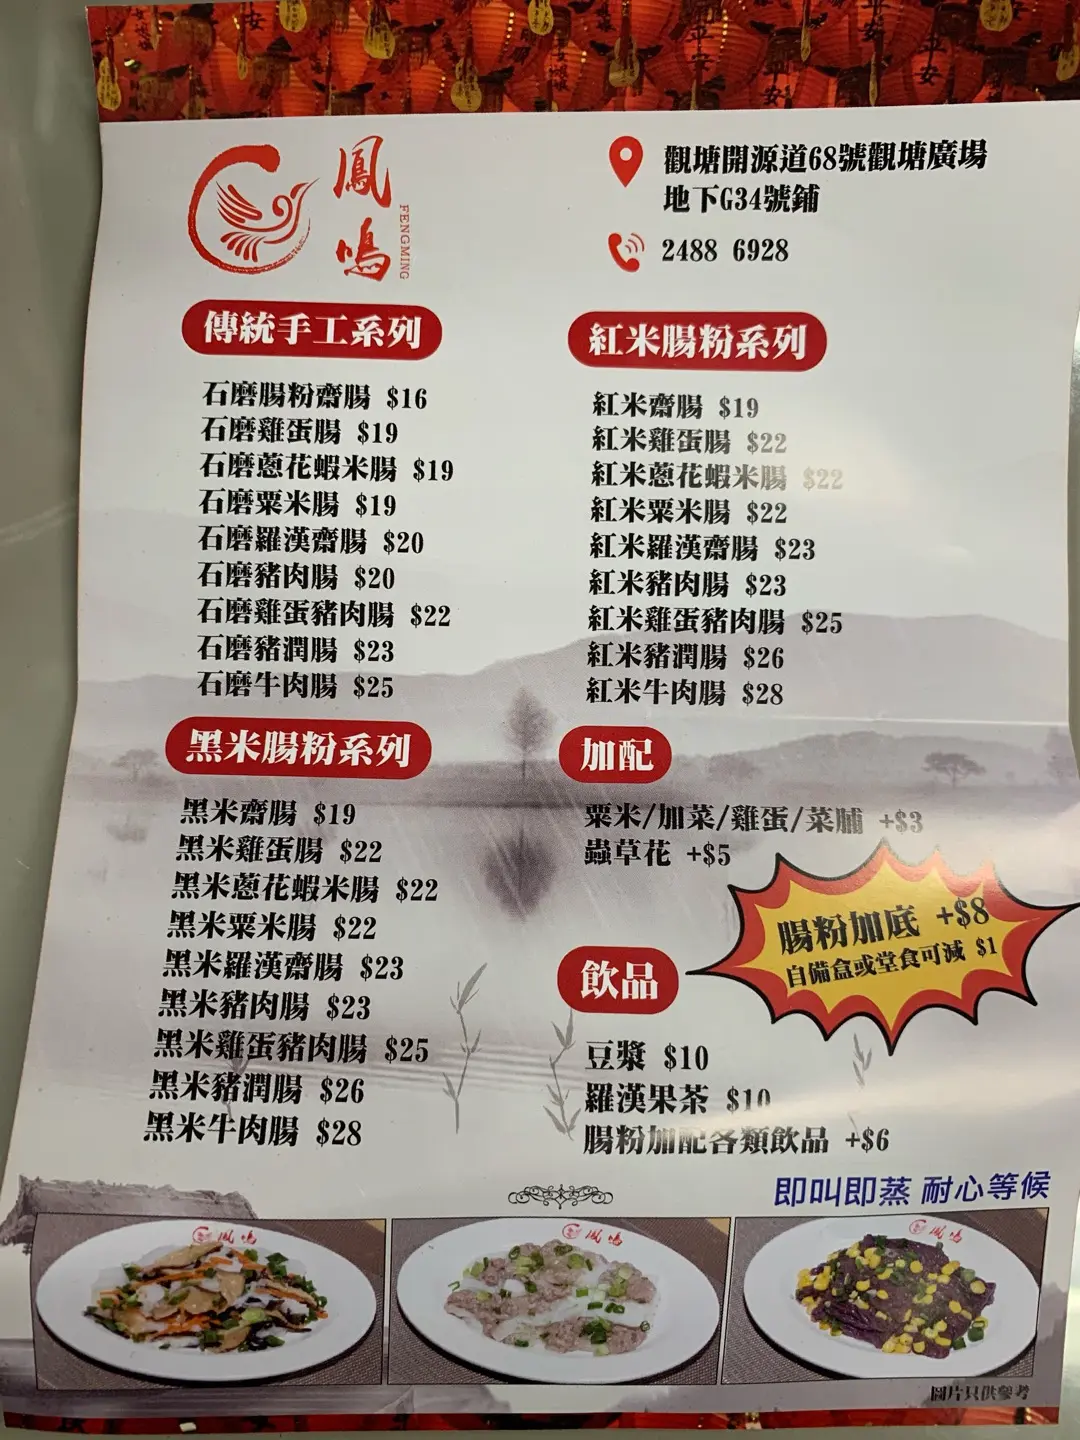 鳳鳴
FENGMING
觀塘開源道68號觀塘廣場
地下G34號鋪
2488 6928
傳統手工系列
石磨腸粉齋腸 $16
石磨雞蛋腸 $19
石磨蔥花蝦米腸 $19
石磨粟米腸 $19
石磨羅漢齋腸 $20
石磨豬肉腸 $20
石磨雞蛋豬肉腸 $22
石磨豬潤腸 $23
石磨牛肉腸 $25
紅米腸粉系列
紅米齋腸 $19
紅米雞蛋腸 $22
紅米蔥花蝦米腸 $22
紅米粟米腸 $22
紅米羅漢齋腸 $23
紅米豬肉腸 $23
紅米雞蛋豬肉腸 $25
紅米豬潤腸 $26
紅米牛肉腸 $28
黑米腸粉系列
黑米齋腸 $19
黑米雞蛋腸 $22
黑米蔥花蝦米腸 $22
黑米粟米腸 $22
黑米羅漢齋腸 $23
黑米豬肉腸 $23
黑米雞蛋豬肉腸 $25
黑米豬潤腸 $26
黑米牛肉腸 $28
加配
粟米/加菜/雞蛋/菜脯 +$3
蟲草花 +$5
腸粉加底 +$8
自備盒或堂食可減 $1
飲品
豆漿 $10
羅漢果茶 $10
腸粉加配各類飲品 +$6
即叫即蒸 耐心等候
鳳鳴
鳳鳴
鳳鳴
圖片只供參考